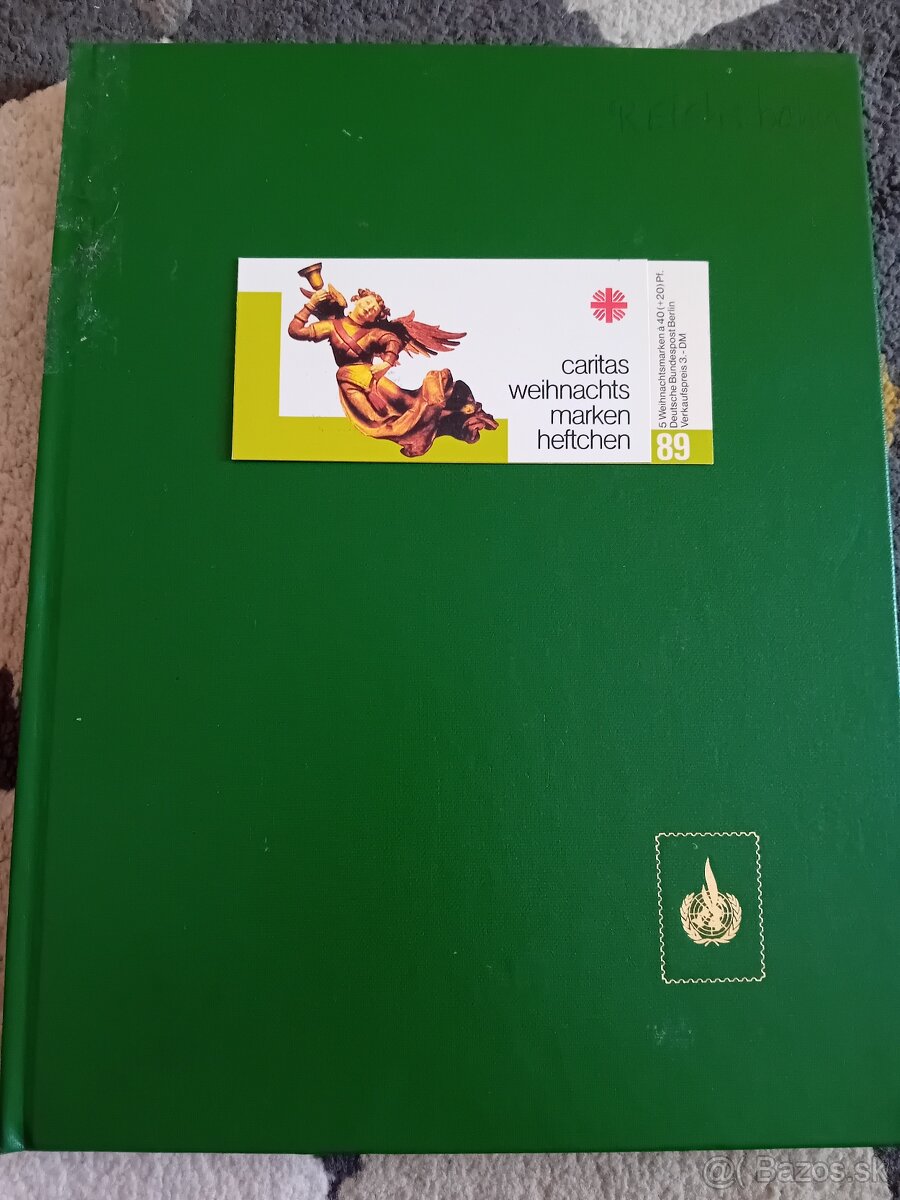 caritas
weihnachts
marken
heftchen
5 Weihnachtsmarken à 40 (+20) Pf.
Deutsche Bundespost Berlin
Verkaufspreis 3.- DM
89
@( Bazos.sk